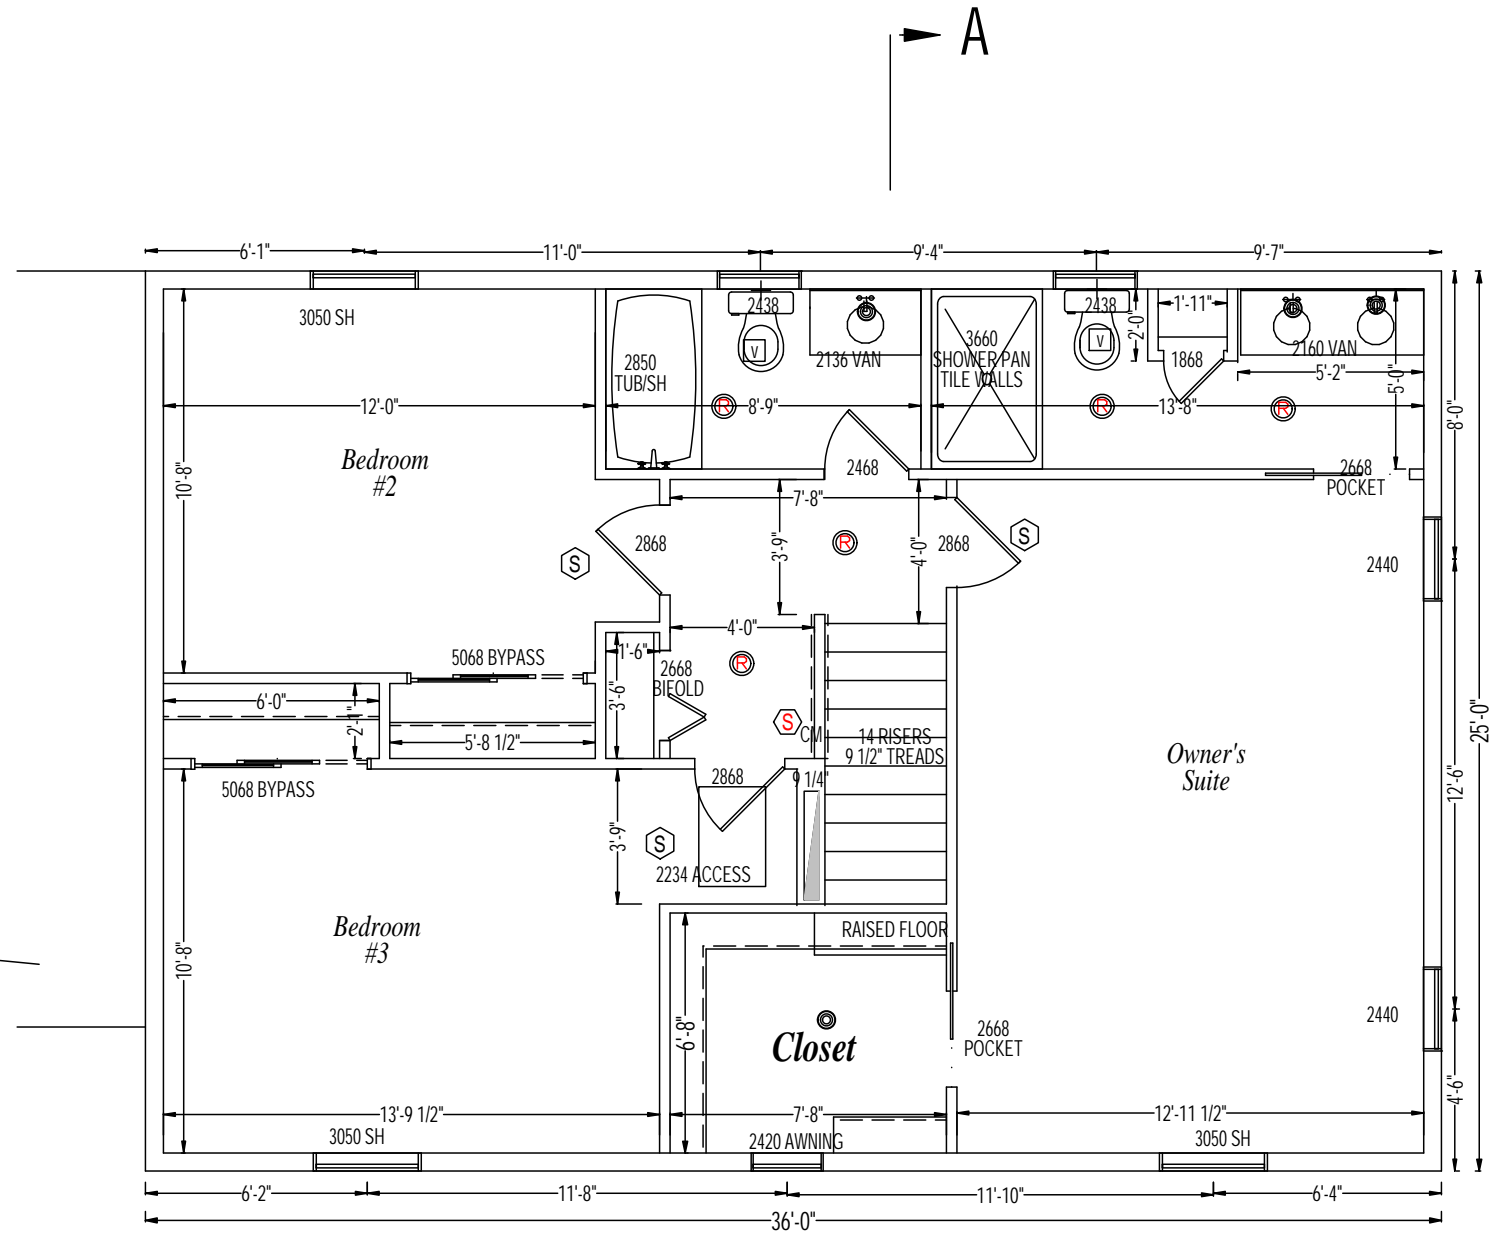 A
6'-1"
11'-0"
9'-4"
9'-7"
3050 SH
2438
2438
1'-11"
2'-0"
V
V
2850
TUB/SH
2136 VAN
3660
SHOWER PAN
TILE WALLS
1868
2160 VAN
5'-2"
5'-0"
12'-0"
R
8'-9"
R
13'-8"
R
8'-0"
Bedroom
#2
10'-8"
2468
2668
POCKET
7'-8"
2868
3'-9"
R
4'-0"
2868
S
S
2440
4'-0"
1'-6"
5068 BYPASS
2668
BIFOLD
R
3'-6"
6'-0"
2'-1"
5'-8 1/2"
S
CM
14 RISERS
9 1/2" TREADS
25'-0"
Owner's
Suite
12'-6"
5068 BYPASS
2868
9 1/4"
3'-9"
S
2234 ACCESS
Bedroom
#3
10'-8"
RAISED FLOOR
6'-8"
Closet
2668
POCKET
2440
4'-6"
13'-9 1/2"
7'-8"
12'-11 1/2"
3050 SH
2420 AWNING
3050 SH
6'-2"
11'-8"
11'-10"
6'-4"
36'-0"